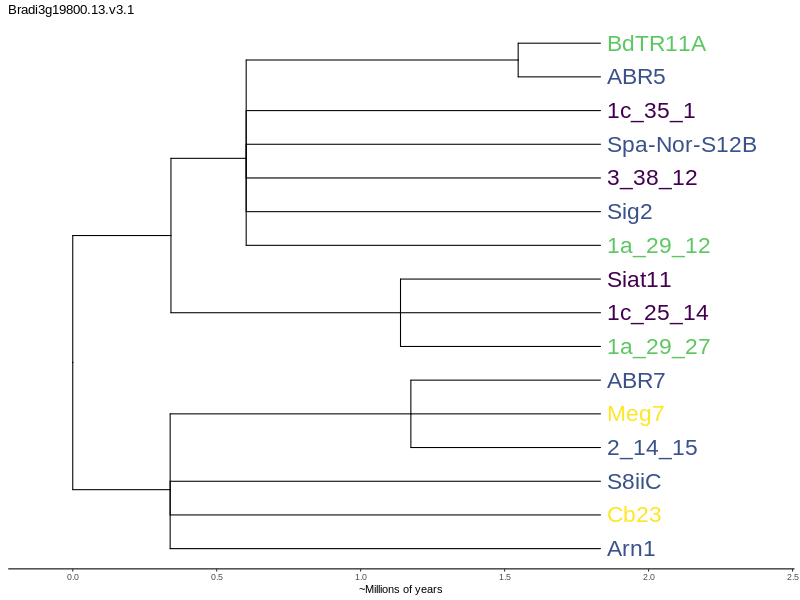 Bradi3g19800.13.v3.1
BdTR11A
ABR5
1c_35_1
Spa-Nor-S12B
3_38_12
Sig2
1a_29_12
Siat11
1c_25_14
1a_29_27
ABR7
Meg7
2_14_15
S8iiC
Cb23
Arn1
0.0 0.5 1.0 1.5 2.0 2.5
~Millions of years